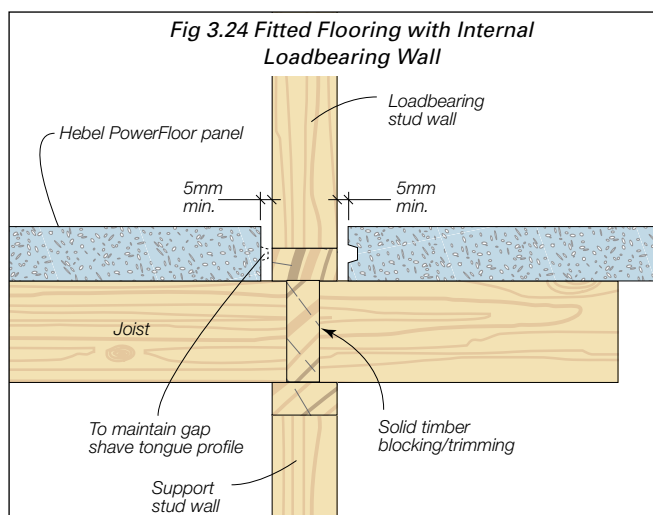 Fig 3.24 Fitted Flooring with Internal
Loadbearing Wall
Loadbearing
stud wall
Hebel PowerFloor panel
5mm
min.
5mm
min.
Joist
To maintain gap
shave tongue profile
Solid timber
blocking/trimming
Support
stud wall